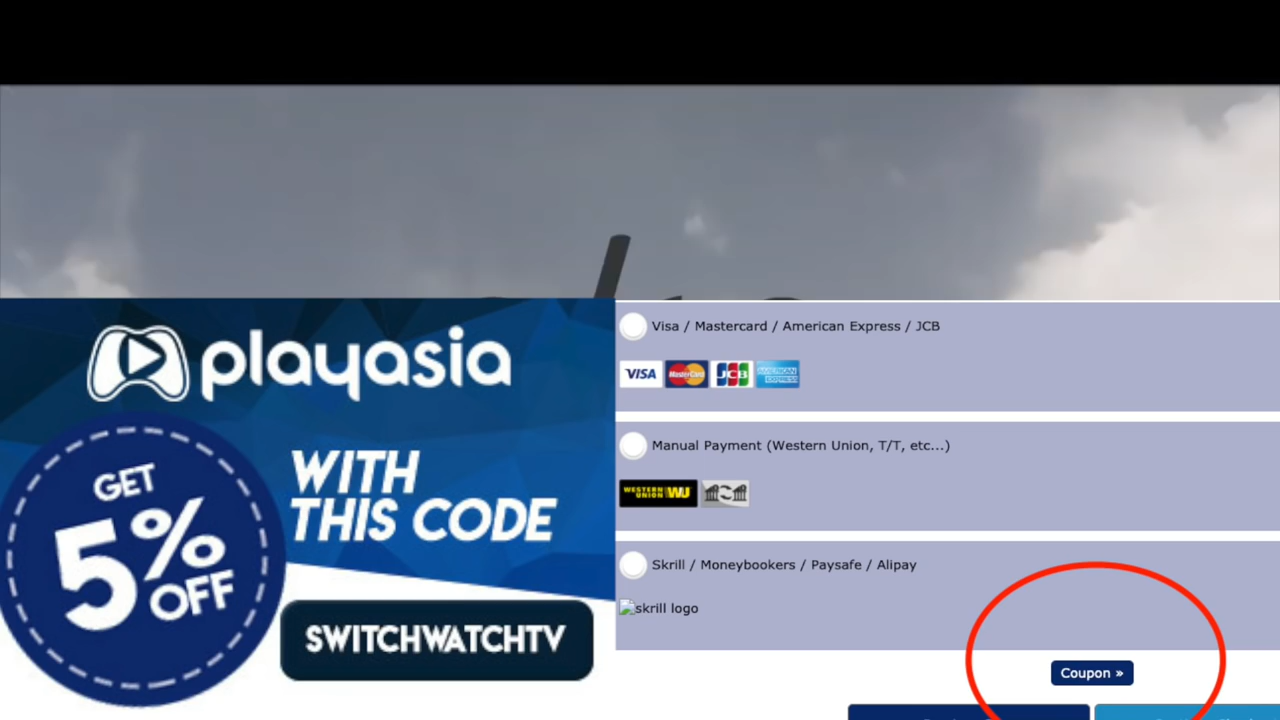 playasia
GET
5%
OFF
WITH
THIS CODE
SWITCHWATCHTV
Visa / Mastercard / American Express / JCB
VISA
MasterCard
JCB
AMERICAN
EXPRESS
Manual Payment (Western Union, T/T, etc...)
WESTERN
UNION
WU
Skrill / Moneybookers / Paysafe / Alipay
skrill logo
Coupon »